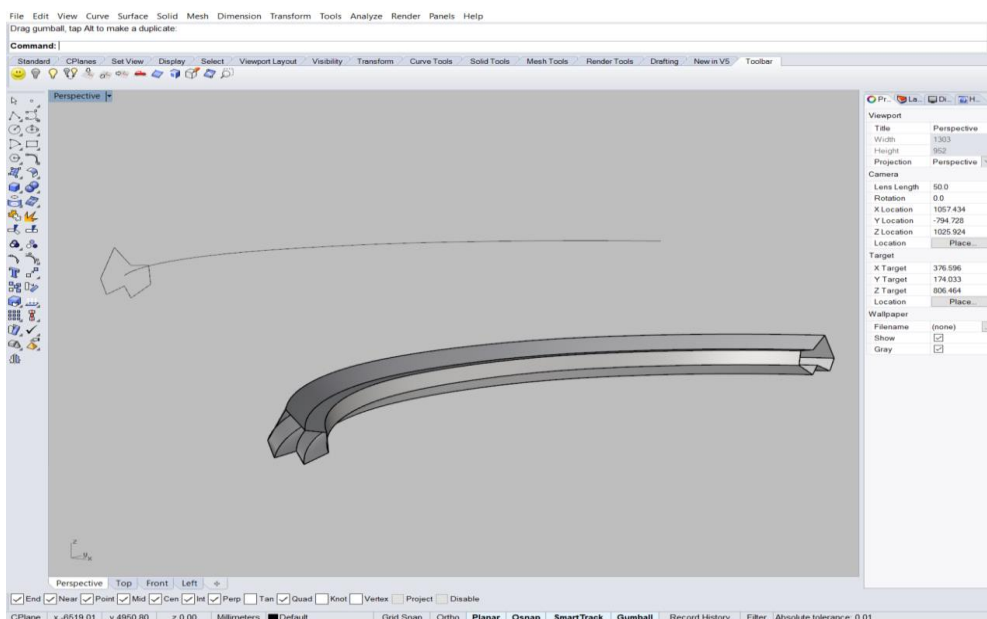 File Edit View Curve Surface Solid Mesh Dimension Transform Tools Analyze Render Panels Help
Drag gumball, tap Alt to make a duplicate:
Command:
Standard CPlanes Set View Display Select Viewport Layout Visibility Transform Curve Tools Solid Tools Mesh Tools Render Tools Drafting New in V5 Toolbar
Perspective
Pr.. La.. Di.. H..
Viewport
Title Perspective
Width 1303
Height 952
Projection Perspective
Camera
Lens Length 50.0
Rotation 0.0
X Location 1057.434
Y Location -794.728
Z Location 1025.924
Location Place...
Target
X Target 376.596
Y Target 174.033
Z Target 806.464
Location Place...
Wallpaper
Filename (none)
Show
Gray
z
y x
Perspective Top Front Left
End Near Point Mid Cen Int Perp Tan Quad Knot Vertex Project Disable
CPlane x -6519.01 y 4950.80 z 0.00 Millimeters Default Grid Snap Ortho Planar Osnap SmartTrack Gumball Record History Filter Absolute tolerance: 0.01